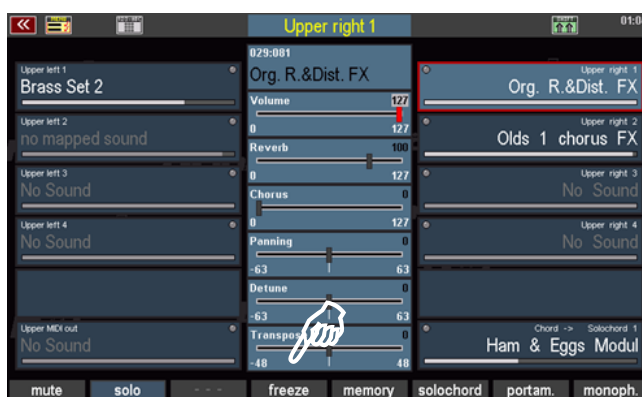 Upper right 1
01:0
Upper left 1
Brass Set 2
Upper left 2
no mapped sound
Upper left 3
No Sound
Upper left 4
No Sound
Upper MIDI out
No Sound
029:081
Org. R.&Dist. FX
Volume 127
0 127
Reverb 100
0 127
Chorus 0
0 127
Panning 0
-63 63
Detune 0
-63 63
Transpos 0
-48 48
Upper right 1
Org. R.&Dist. FX
Upper right 2
Olds 1 chorus FX
Upper right 3
No Sound
Upper right 4
No Sound
Chord -> Solochord 1
Ham & Eggs Modul
mute solo - - - freeze memory solochord portam. monoph.